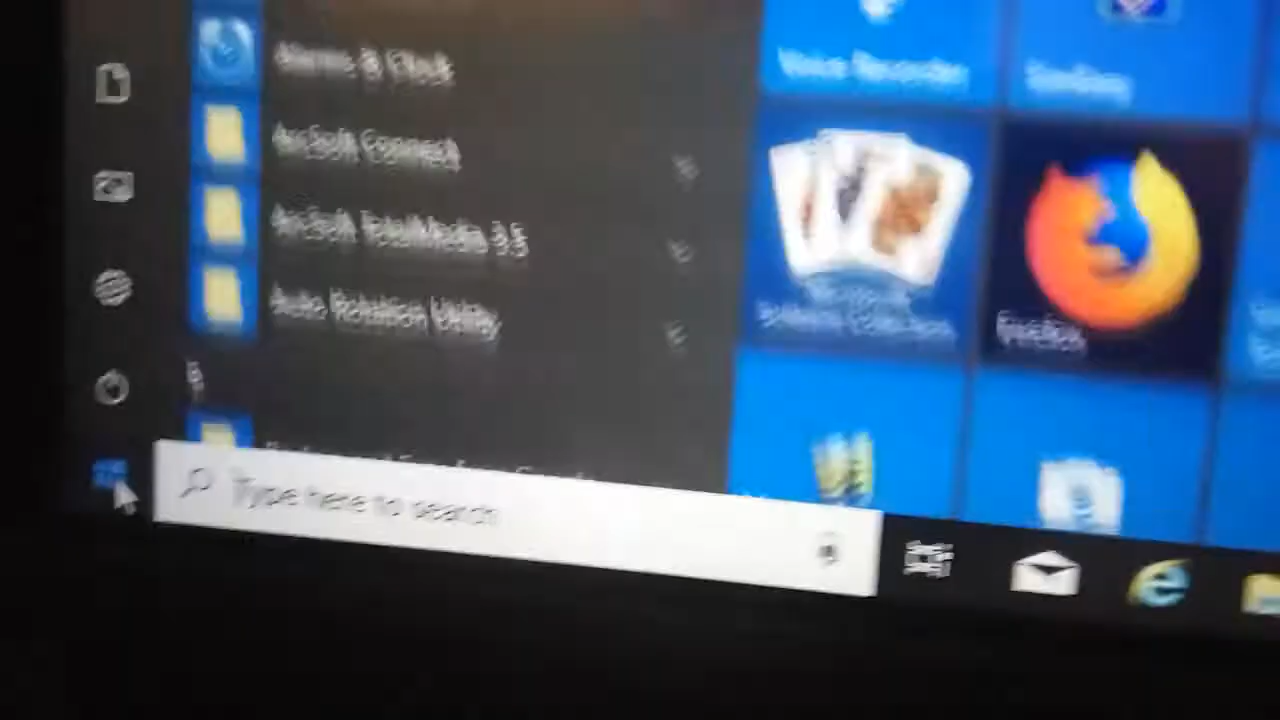 Alarms & Clock
ArcSoft Connect
ArcSoft TotalMedia 3.5
Auto Rotation Utility
B
Type here to search
Voice Recorder
Firefox